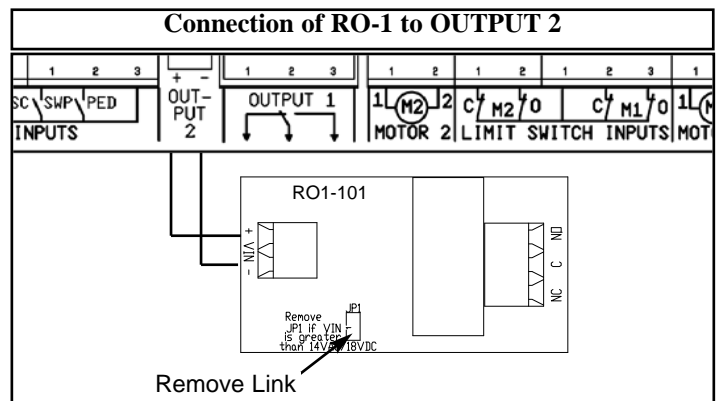 Connection of RO-1 to OUTPUT 2
1 2 3 + - 1 2 3 1 2 1 2 1 2 3 1
SC SWP PED OUT- OUTPUT 1 1 M2 2 C M2 O C M1 O 1
PUT
INPUTS 2 MOTOR 2 LIMIT SWITCH INPUTS
RO1-101
+ VIN -
NO C NC
JP1
Remove
JP1 if VIN
is greater
than 14VAC/18VDC
Remove Link